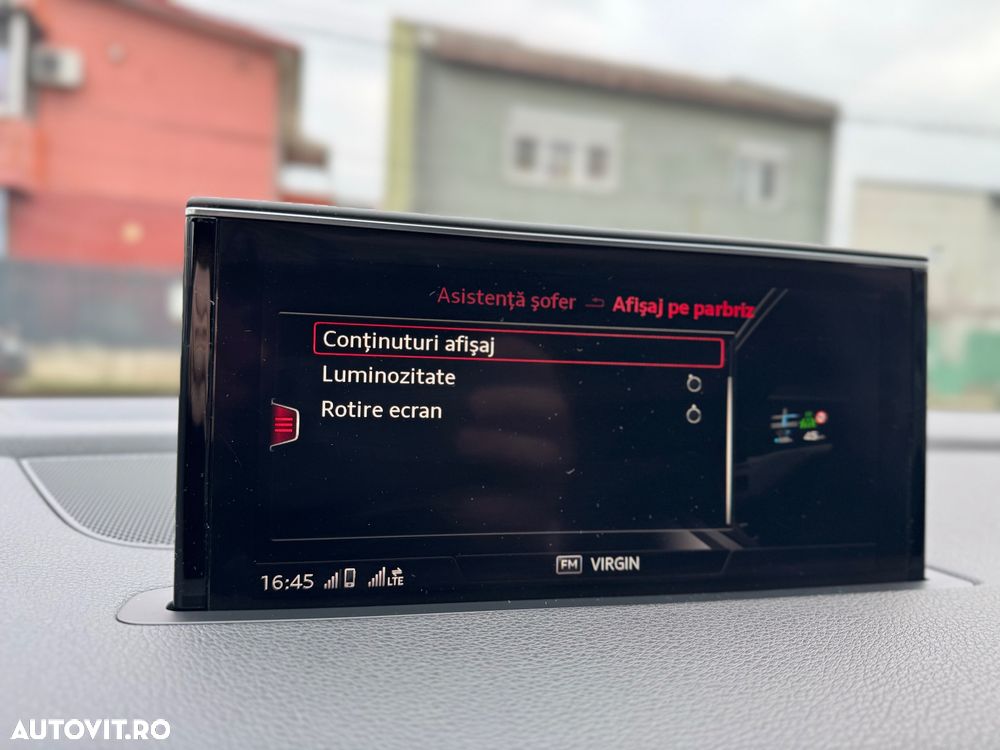 Asistență șofer Afișaj pe parbriz
Conținuturi afișaj
Luminozitate
Rotire ecran
16:45 LTE
FM VIRGIN
AUTOVIT.RO